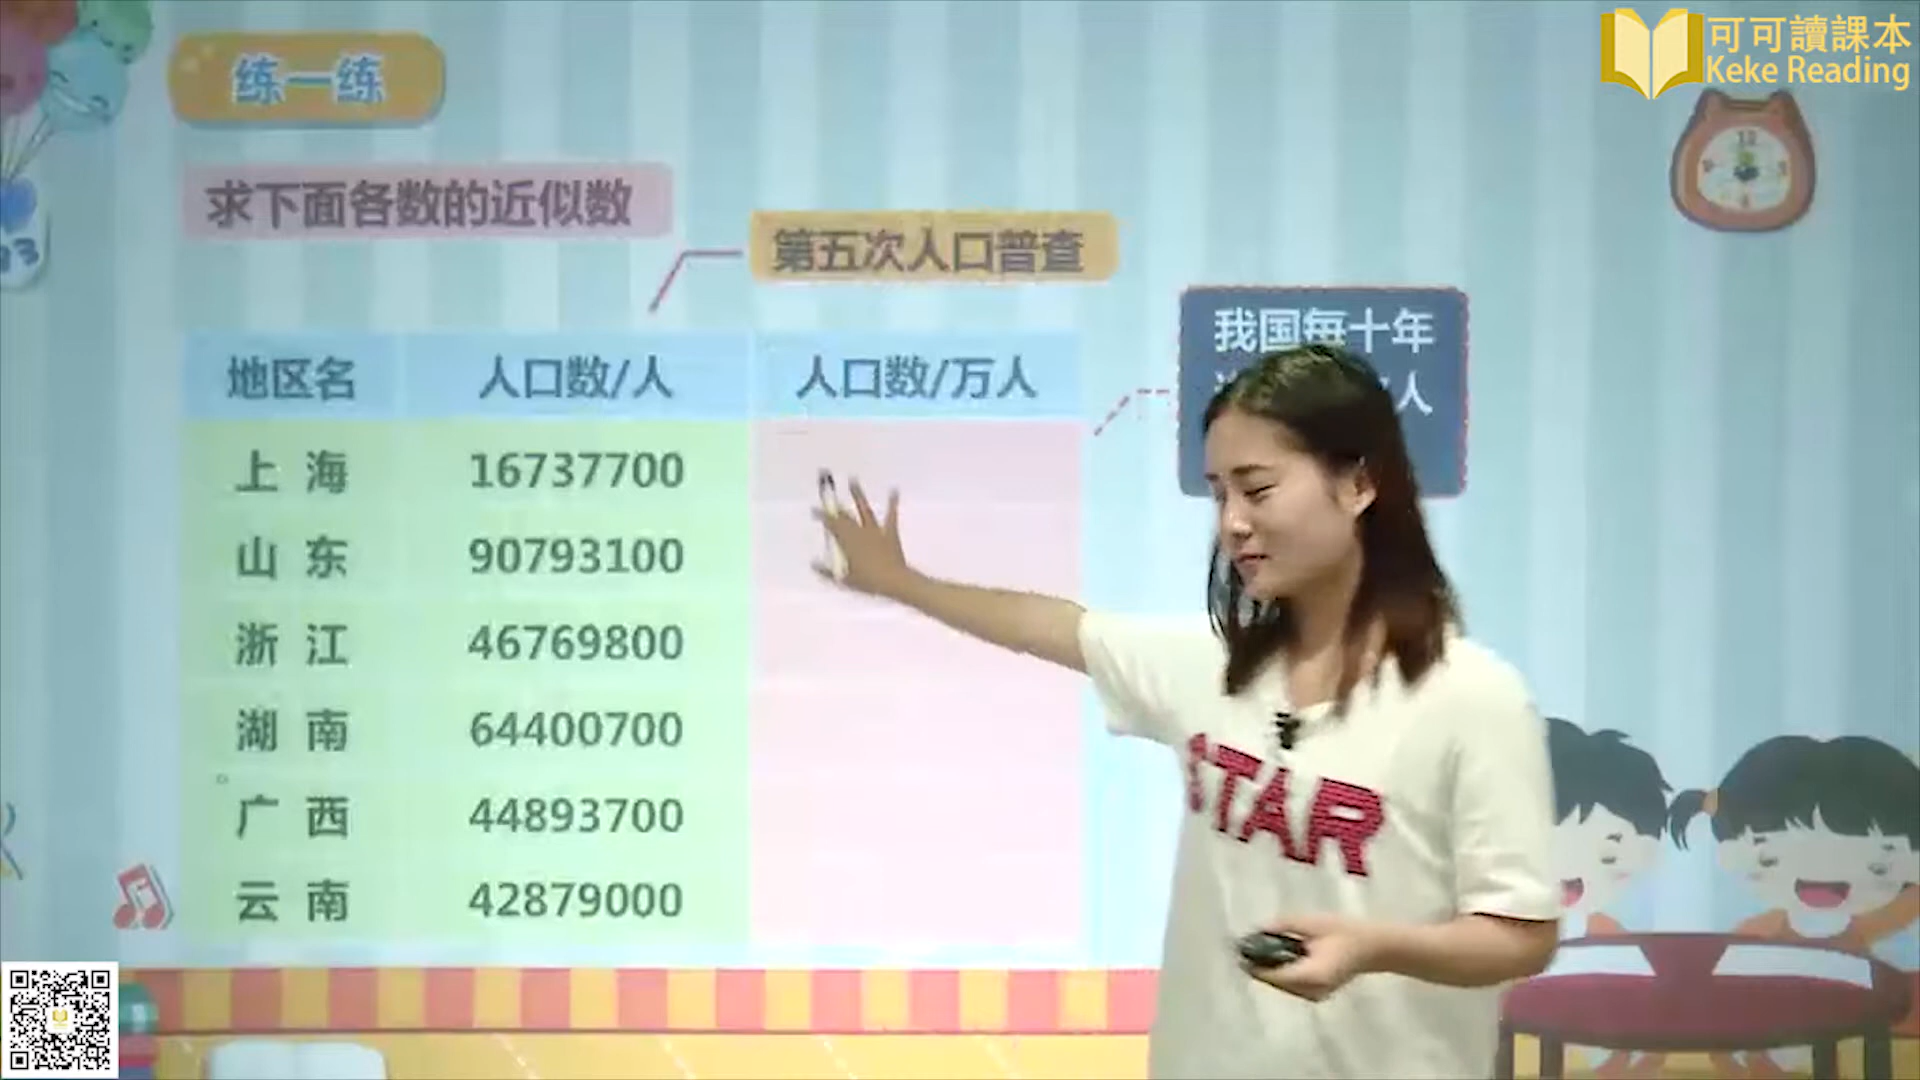 可可讀課本
Keke Reading
练一练
求下面各数的近似数
第五次人口普查
我国每十年
人
地区名 人口数/人 人口数/万人
上海 16737700
山东 90793100
浙江 46769800
湖南 64400700
广西 44893700
云南 42879000
STAR
12